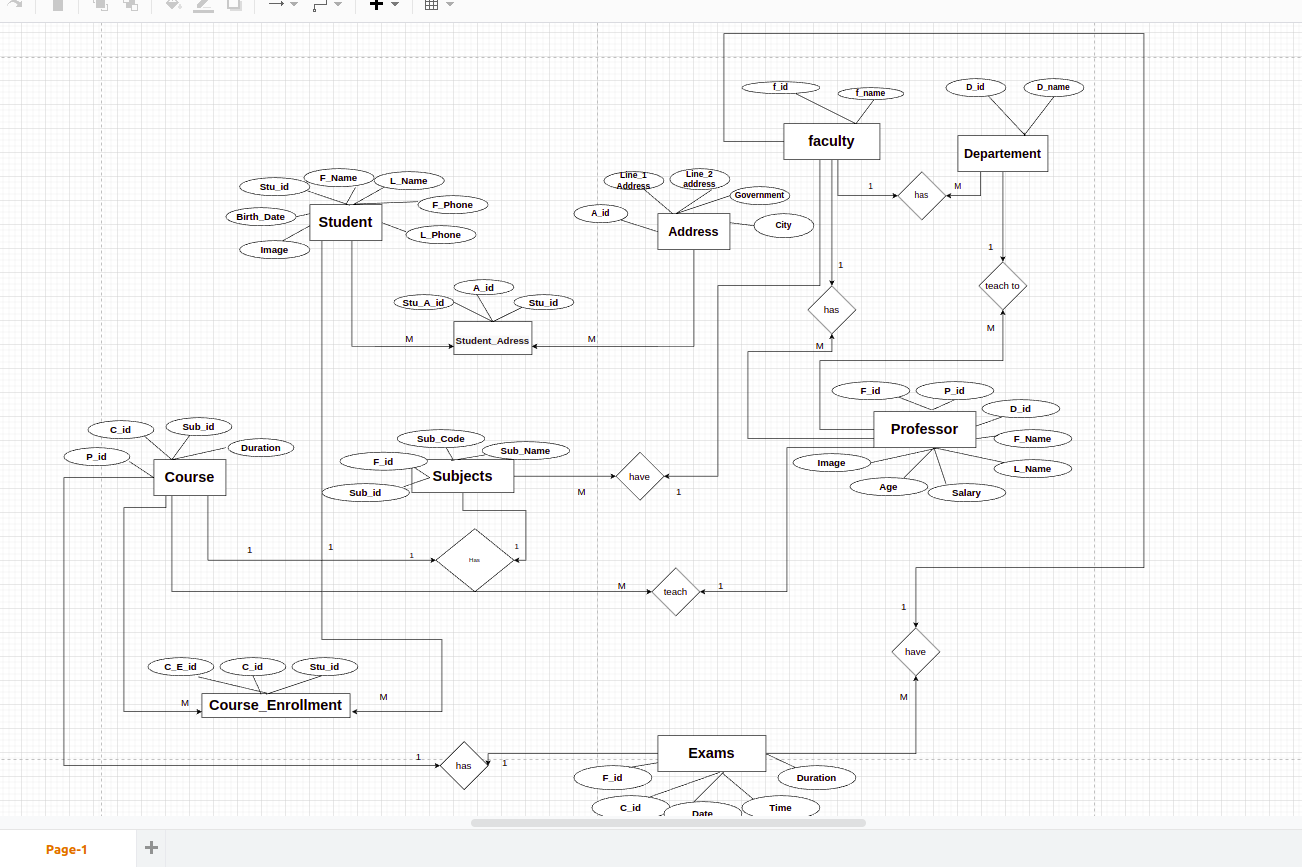 f_id
f_name
D_id
D_name
faculty
Departement
1
has
M
Stu_id
F_Name
L_Name
F_Phone
Birth_Date
Student
L_Phone
Image
Line_1
Address
Line_2
address
Government
A_id
Address
City
1
has
M
1
teach to
M
A_id
Stu_A_id
Stu_id
Student_Adress
M
M
F_id
P_id
D_id
Professor
F_Name
L_Name
Image
Age
Salary
C_id
Sub_id
Duration
P_id
Course
Sub_Code
Sub_Name
F_id
Subjects
Sub_id
M
have
1
1
1
1
Has
1
M
teach
1
1
have
M
C_E_id
C_id
Stu_id
Course_Enrollment
M
M
1
has
1
Exams
F_id
Duration
C_id
Date
Time
Page-1